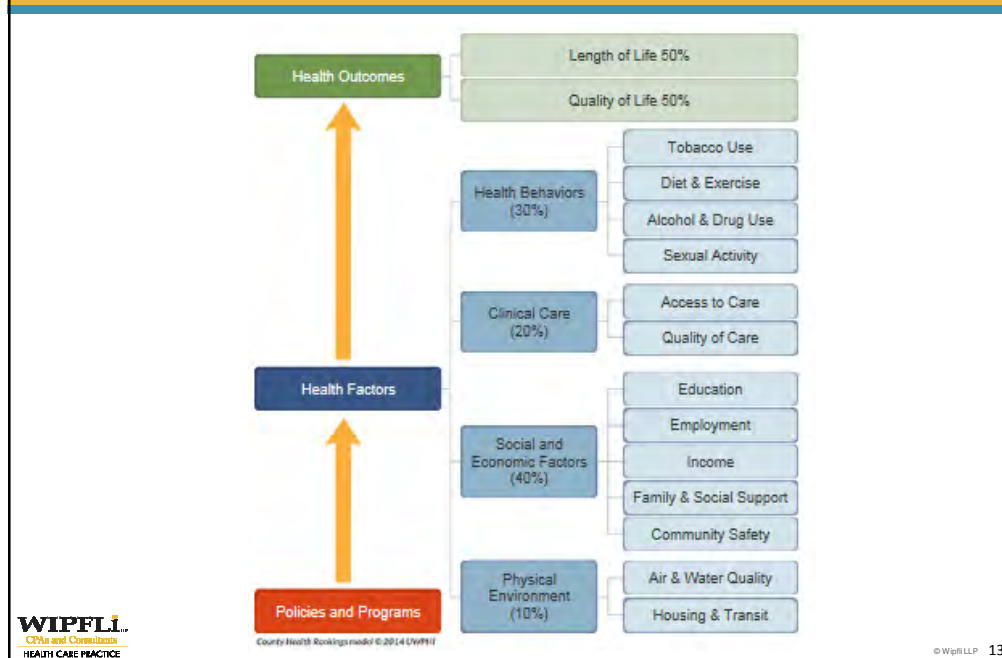 Health Outcomes
Length of Life 50%
Quality of Life 50%
Health Behaviors
(30%)
Tobacco Use
Diet & Exercise
Alcohol & Drug Use
Sexual Activity
Clinical Care
(20%)
Access to Care
Quality of Care
Health Factors
Social and
Economic Factors
(40%)
Education
Employment
Income
Family & Social Support
Community Safety
Physical
Environment
(10%)
Air & Water Quality
Housing & Transit
Policies and Programs
County Health Rankings model © 2014 UWPHI
WIPFLi LLP
CPAs and Consultants
HEALTH CARE PRACTICE
© Wipfli LLP 13